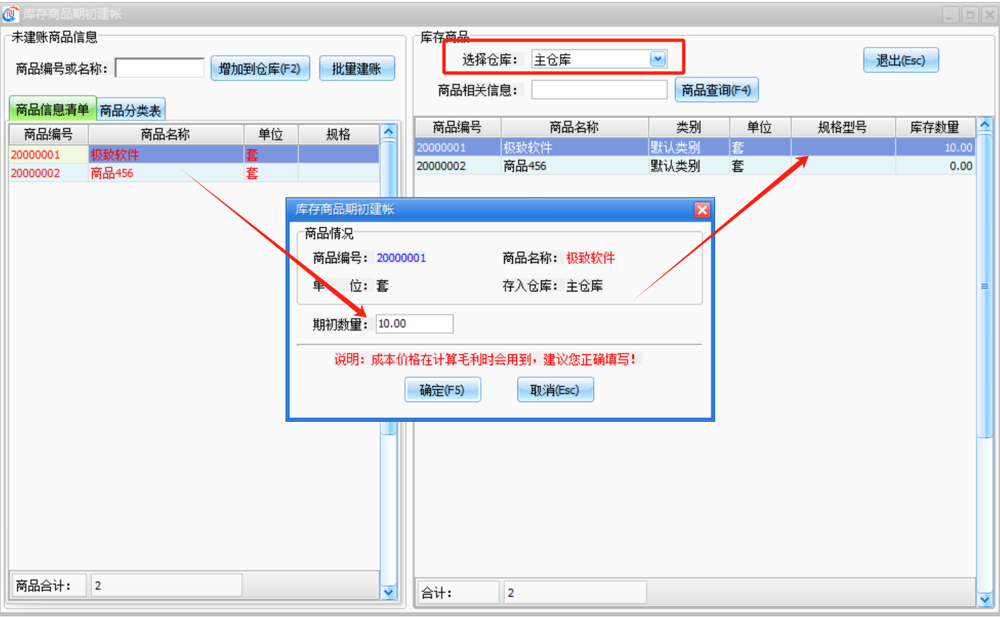 库存商品期初建帐
未建账商品信息
商品编号或名称：
增加到仓库(F2)
批量建账
商品信息清单
商品分类表
商品编号 商品名称 单位 规格
20000001 极致软件 套
20000002 商品456 套
商品合计： 2
库存商品
选择仓库： 主仓库
退出(Esc)
商品相关信息：
商品查询(F4)
商品编号 商品名称 类别 单位 规格型号 库存数量
20000001 极致软件 默认类别 套 10.00
20000002 商品456 默认类别 套 0.00
合计： 2
库存商品期初建帐
商品情况
商品编号： 20000001 商品名称： 极致软件
单 位： 套 存入仓库： 主仓库
期初数量： 10.00
说明：成本价格在计算毛利时会用到，建议您正确填写！
确定(F5) 取消(Esc)